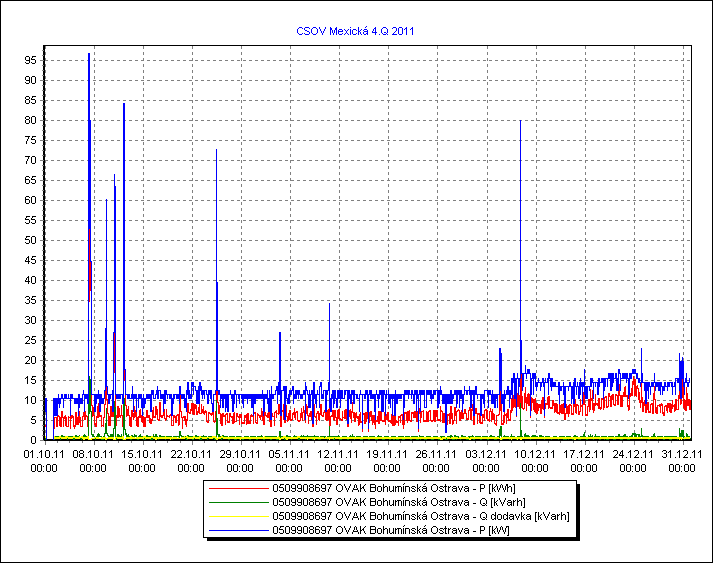 CSOV Mexická 4.Q 2011
95
90
85
80
75
70
65
60
55
50
45
40
35
30
25
20
15
10
5
0
01.10.11 08.10.11 15.10.11 22.10.11 29.10.11 05.11.11 12.11.11 19.11.11 26.11.11 03.12.11 10.12.11 17.12.11 24.12.11 31.12.11
00:00 00:00 00:00 00:00 00:00 00:00 00:00 00:00 00:00 00:00 00:00 00:00 00:00 00:00
0509908697 OVAK Bohumínská Ostrava - P [kWh]
0509908697 OVAK Bohumínská Ostrava - Q [kVarh]
0509908697 OVAK Bohumínská Ostrava - Q dodavka [kVarh]
0509908697 OVAK Bohumínská Ostrava - P [kW]